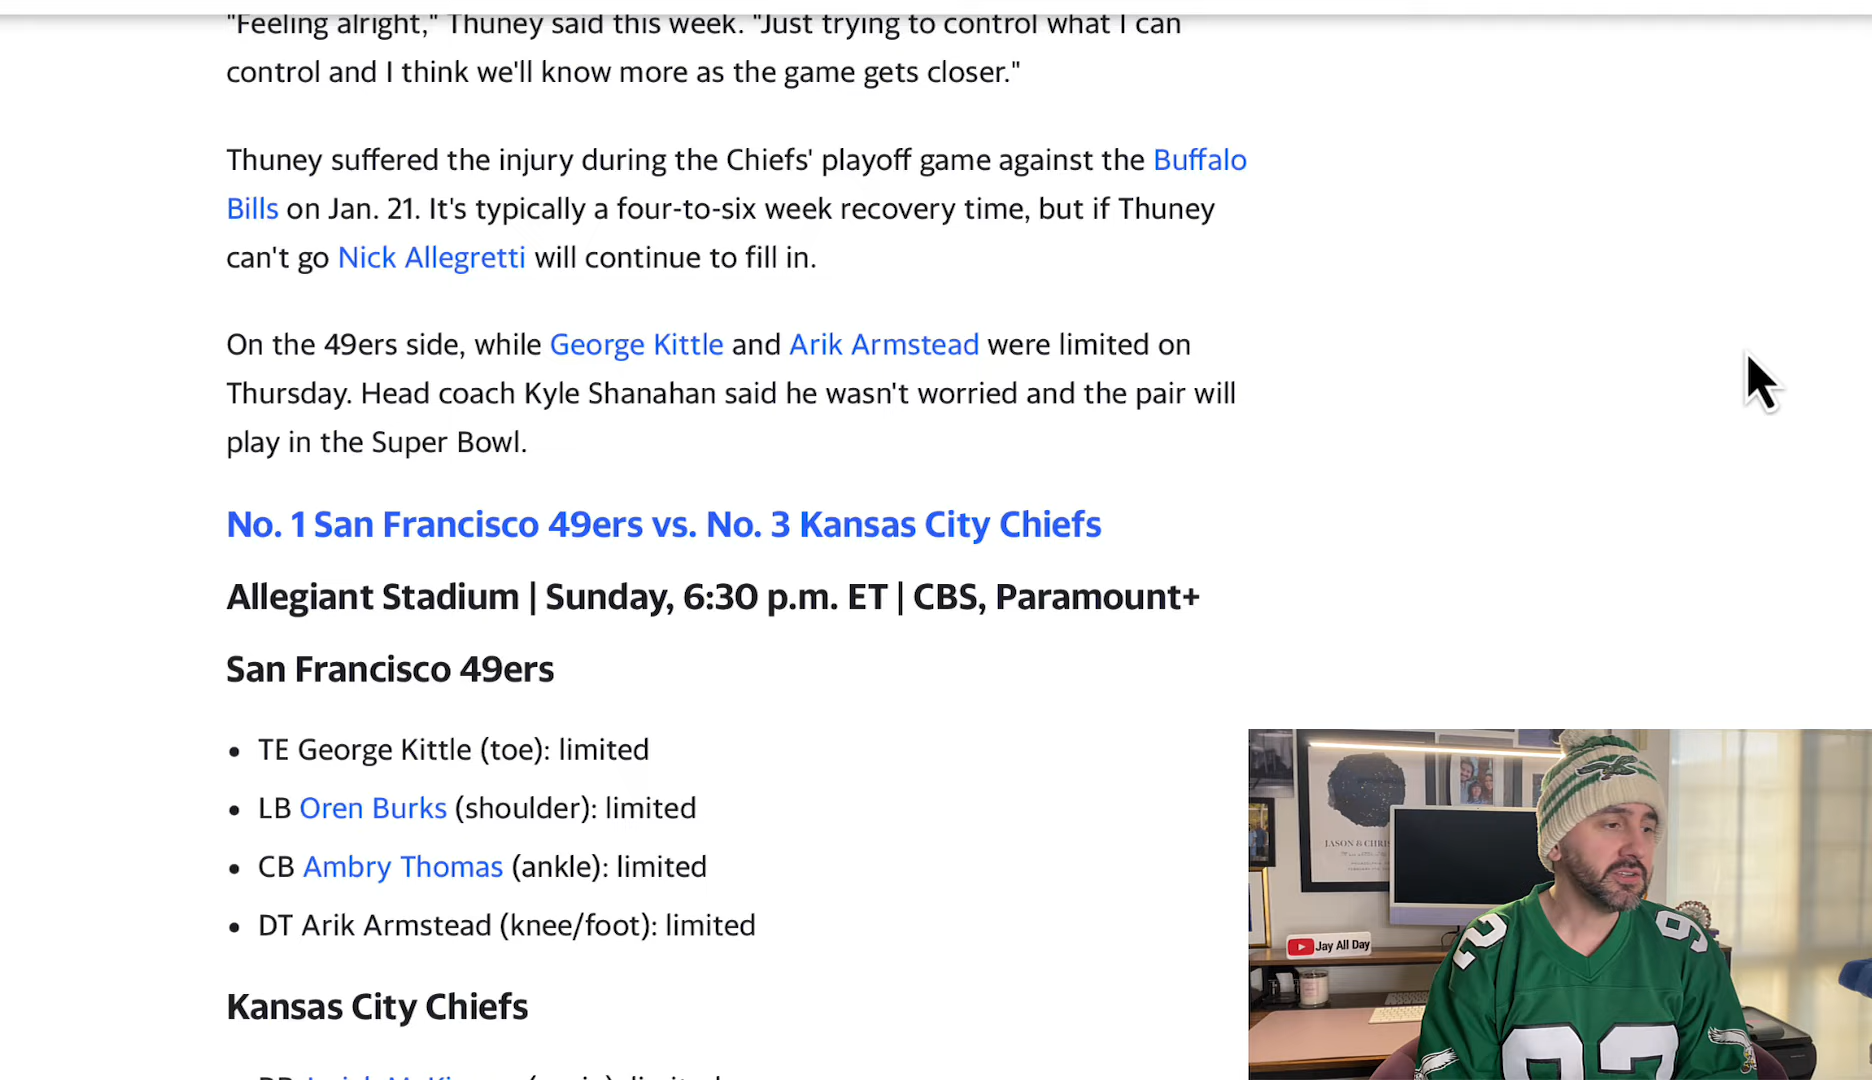 "Feeling alright," Thuney said this week. "Just trying to control what I can
control and I think we'll know more as the game gets closer."
Thuney suffered the injury during the Chiefs' playoff game against the Buffalo
Bills on Jan. 21. It's typically a four-to-six week recovery time, but if Thuney
can't go Nick Allegretti will continue to fill in.
On the 49ers side, while George Kittle and Arik Armstead were limited on
Thursday. Head coach Kyle Shanahan said he wasn't worried and the pair will
play in the Super Bowl.
No. 1 San Francisco 49ers vs. No. 3 Kansas City Chiefs
Allegiant Stadium | Sunday, 6:30 p.m. ET | CBS, Paramount+
San Francisco 49ers
• TE George Kittle (toe): limited
• LB Oren Burks (shoulder): limited
• CB Ambry Thomas (ankle): limited
• DT Arik Armstead (knee/foot): limited
Kansas City Chiefs
JASON & CHRIS
Jay All Day
92
92